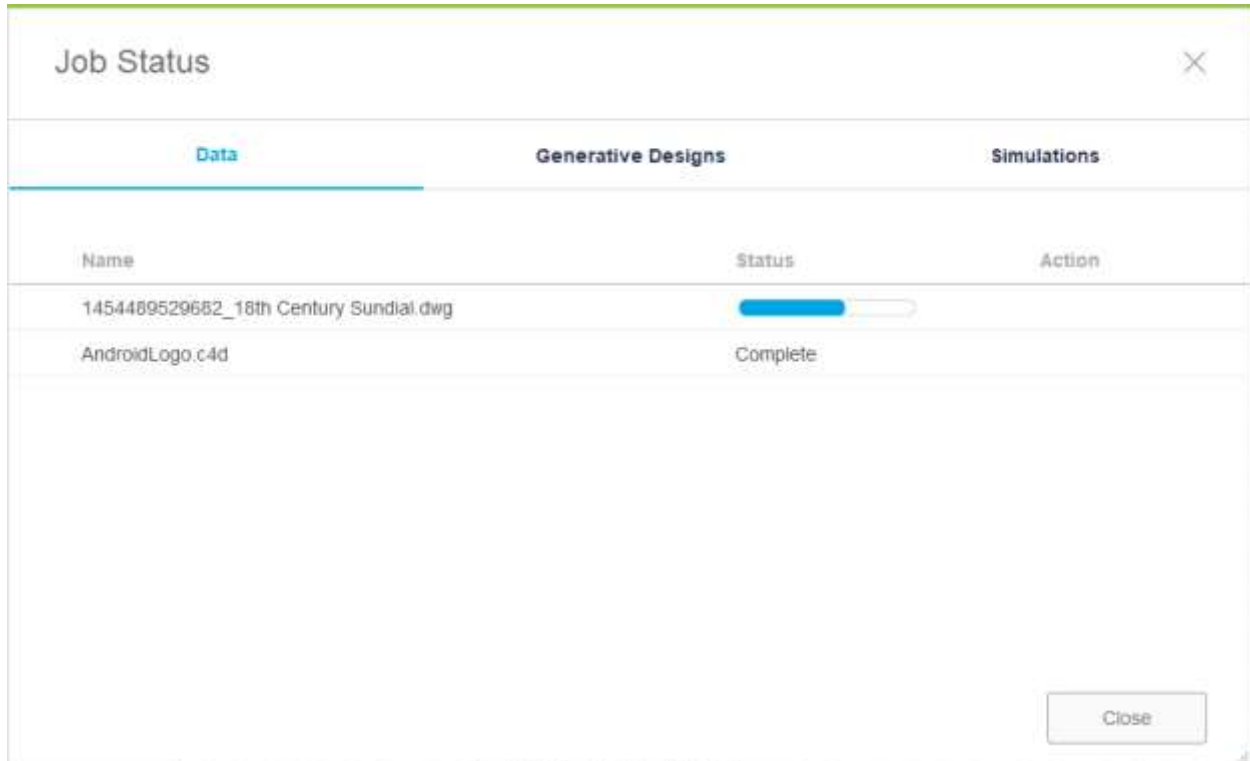 Job Status
Data Generative Designs Simulations
Name Status Action
1454489529682_18th Century Sundial.dwg
AndroidLogo.c4d Complete
Close